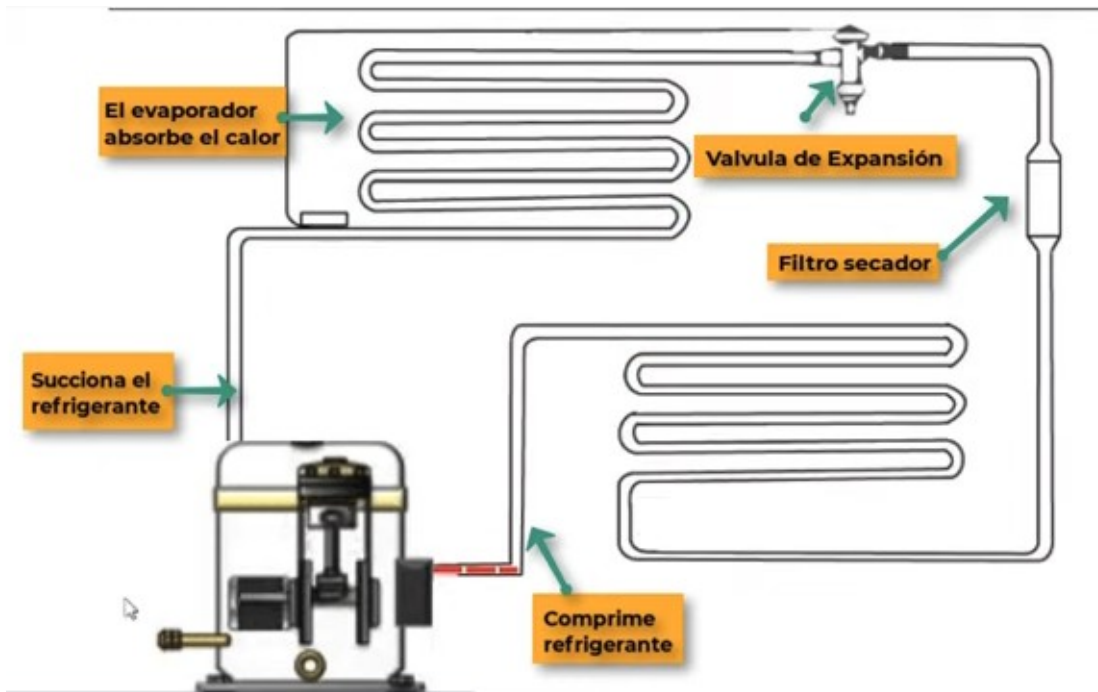 El evaporador
absorbe el calor
Valvula de Expansión
Filtro secador
Succiona el
refrigerante
Comprime
refrigerante